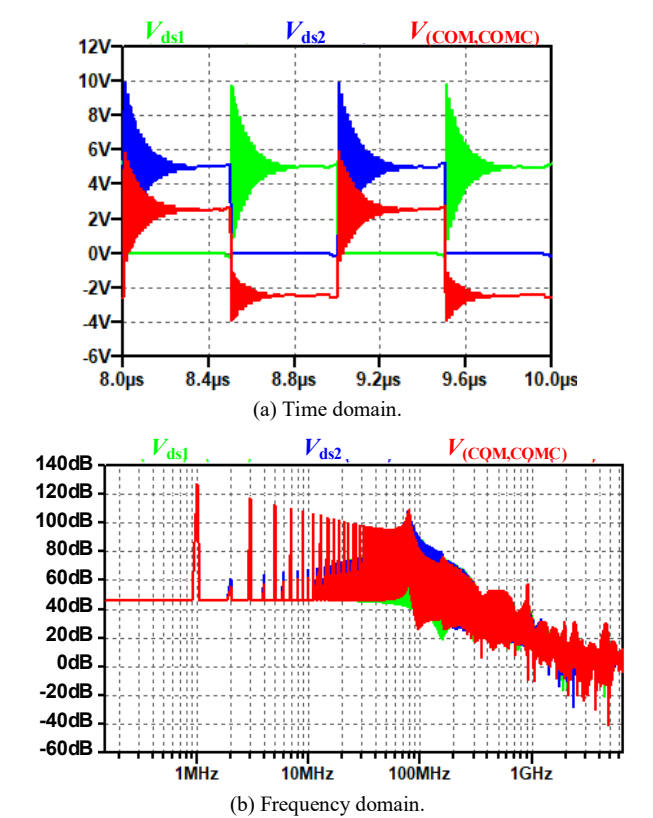 Vds1 Vds2 V(COM,COMC)
12V
10V
8V
6V
4V
2V
0V
-2V
-4V
-6V
8.0µs 8.4µs 8.8µs 9.2µs 9.6µs 10.0µs
(a) Time domain.
Vds1 Vds2 V(COM,COMC)
140dB
120dB
100dB
80dB
60dB
40dB
20dB
0dB
-20dB
-40dB
-60dB
1MHz 10MHz 100MHz 1GHz
(b) Frequency domain.